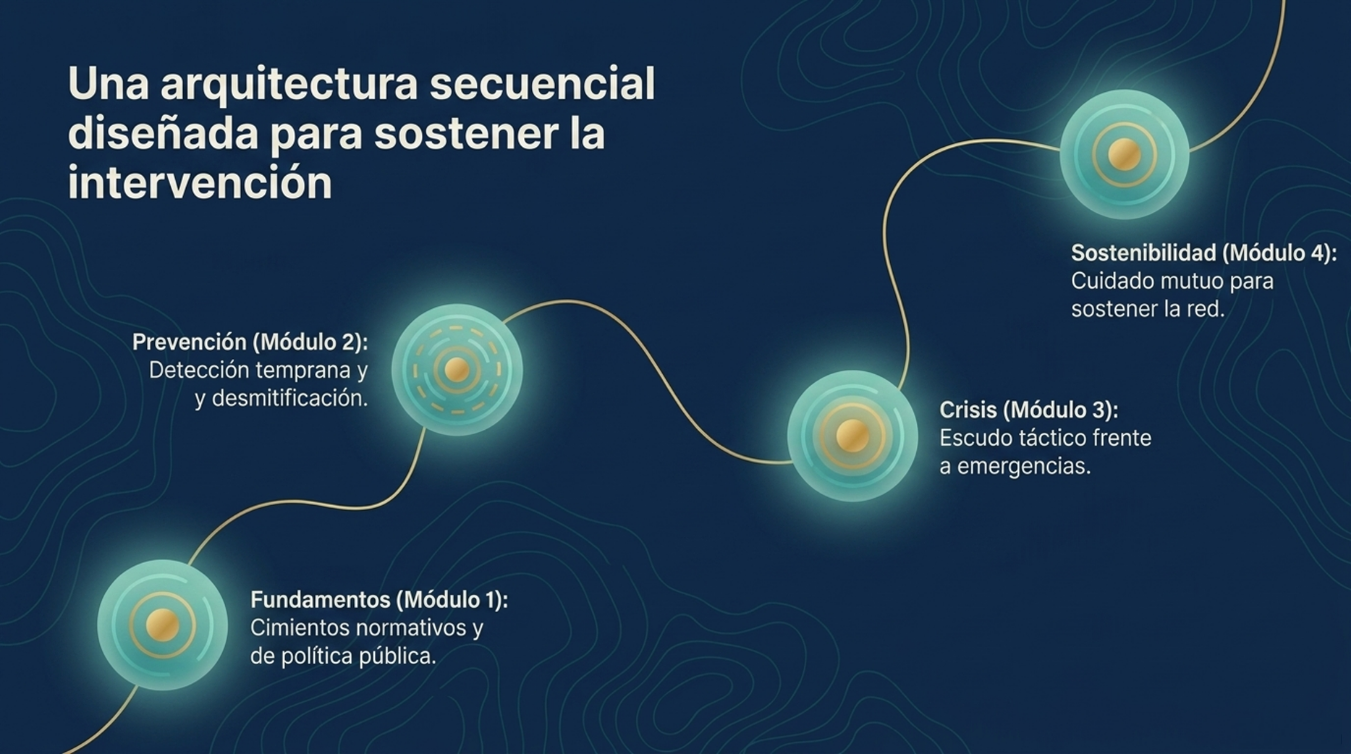 Una arquitectura secuencial
diseñada para sostener la
intervención
Fundamentos (Módulo 1):
Cimientos normativos y
de política pública.
Prevención (Módulo 2):
Detección temprana y
y desmitificación.
Crisis (Módulo 3):
Escudo táctico frente
a emergencias.
Sostenibilidad (Módulo 4):
Cuidado mutuo para
sostener la red.